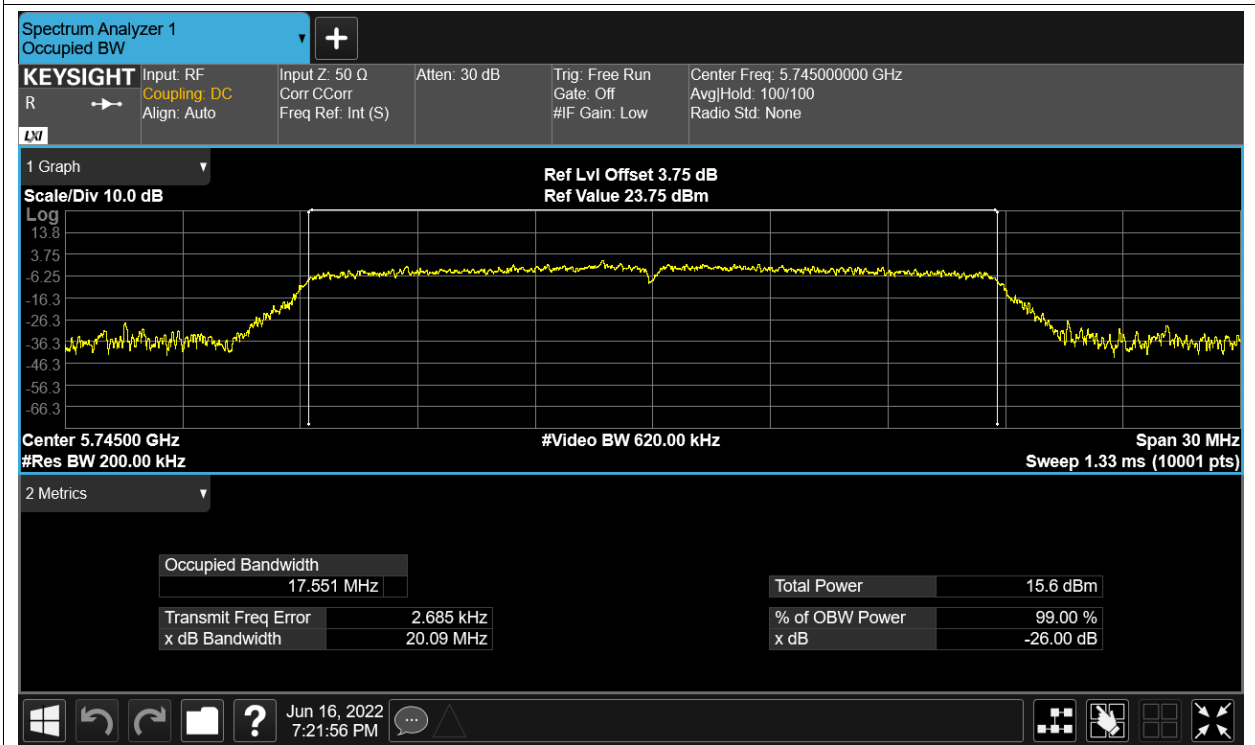 Spectrum Analyzer 1
Occupied BW
KEYSIGHT
R
LXI
Input: RF
Coupling: DC
Align: Auto
Input Z: 50 Ω
Corr CCorr
Freq Ref: Int (S)
Atten: 30 dB
Trig: Free Run
Gate: Off
#IF Gain: Low
Center Freq: 5.745000000 GHz
Avg|Hold: 100/100
Radio Std: None
1 Graph
Scale/Div 10.0 dB
Ref Lvl Offset 3.75 dB
Ref Value 23.75 dBm
Log
13.8
3.75
-6.25
-16.3
-26.3
-36.3
-46.3
-56.3
-66.3
Center 5.74500 GHz
#Video BW 620.00 kHz
Span 30 MHz
#Res BW 200.00 kHz
Sweep 1.33 ms (10001 pts)
2 Metrics
Occupied Bandwidth
17.551 MHz
Total Power 15.6 dBm
Transmit Freq Error 2.685 kHz
% of OBW Power 99.00 %
x dB Bandwidth 20.09 MHz
x dB -26.00 dB
?
Jun 16, 2022
7:21:56 PM